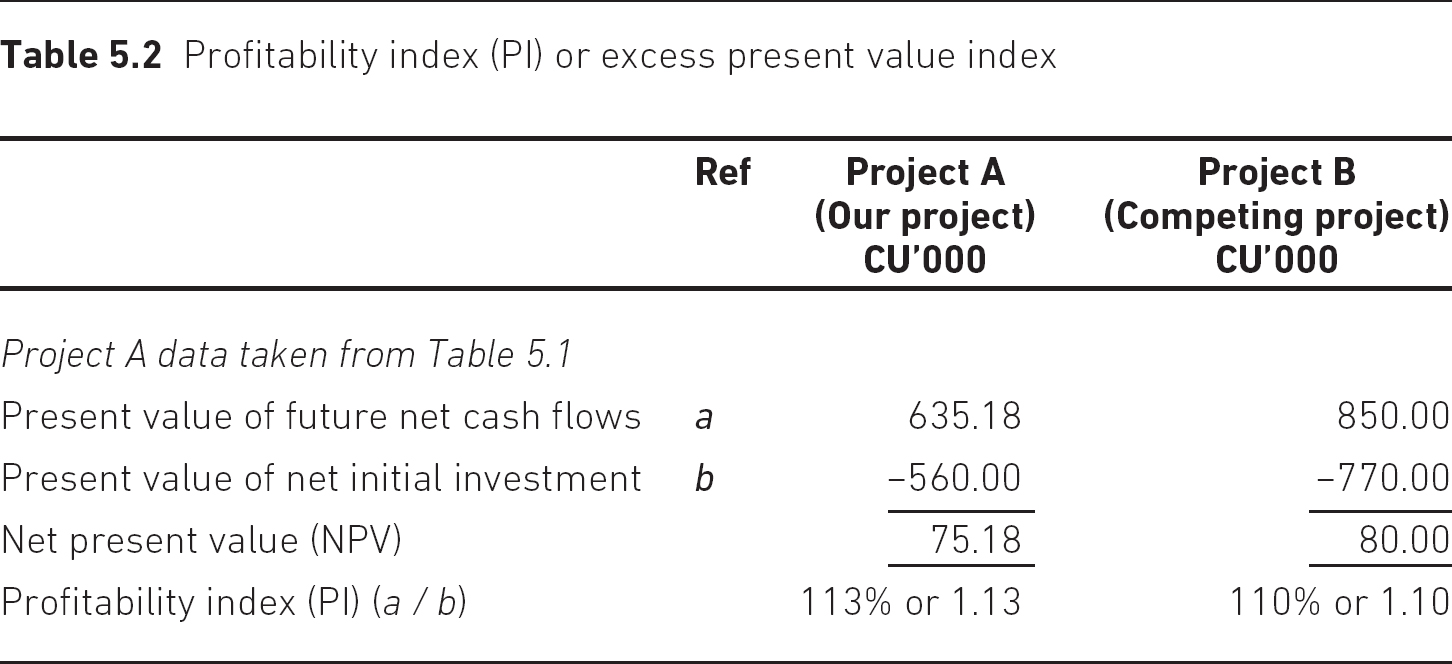 Table 5.2 Profitability index (PI) or excess present value index
Ref Project A Project B
(Our project) (Competing project)
CU’000 CU’000
Project A data taken from Table 5.1
Present value of future net cash flows a 635.18 850.00
Present value of net initial investment b –560.00 –770.00
Net present value (NPV) 75.18 80.00
Profitability index (PI) (a / b) 113% or 1.13 110% or 1.10